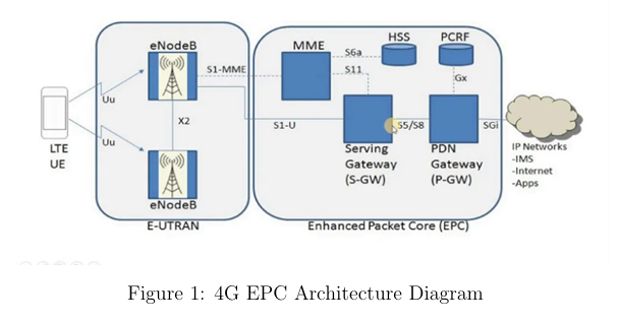 eNodeB
MME
HSS
PCRF
S6a
S1-MME
S11
Gx
Uu
X2
S1-U
S5/S8
SGi
Uu
LTE
UE
Serving
Gateway
(S-GW)
PDN
Gateway
(P-GW)
IP Networks
-IMS
-Internet
-Apps
eNodeB
E-UTRAN
Enhanced Packet Core (EPC)
Figure 1: 4G EPC Architecture Diagram